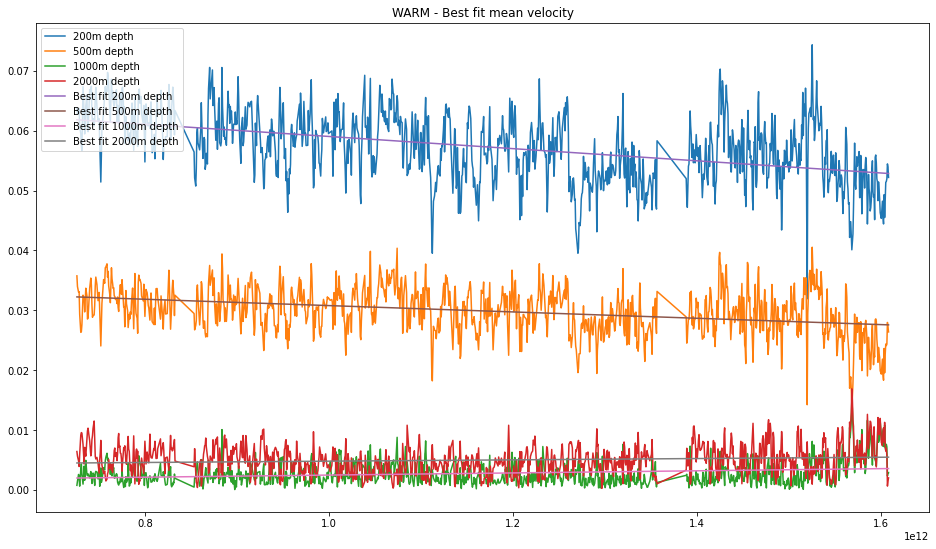 WARM - Best fit mean velocity
200m depth
500m depth
1000m depth
2000m depth
Best fit 200m depth
Best fit 500m depth
Best fit 1000m depth
Best fit 2000m depth
0.07
0.06
0.05
0.04
0.03
0.02
0.01
0.00
0.8 1.0 1.2 1.4 1.6
1e12